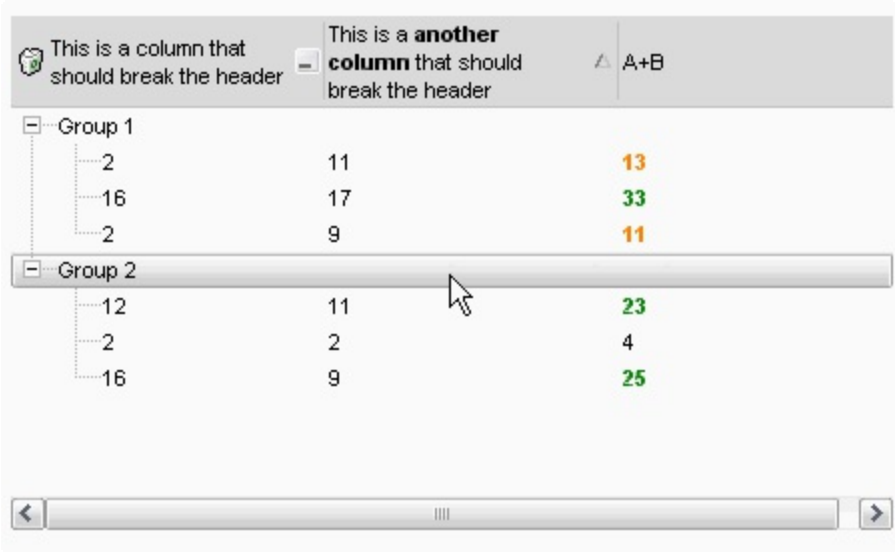 This is a column that
should break the header
This is a another
column that should
break the header
A+B
Group 1
2 11 13
16 17 33
2 9 11
Group 2
12 11 23
2 2 4
16 9 25